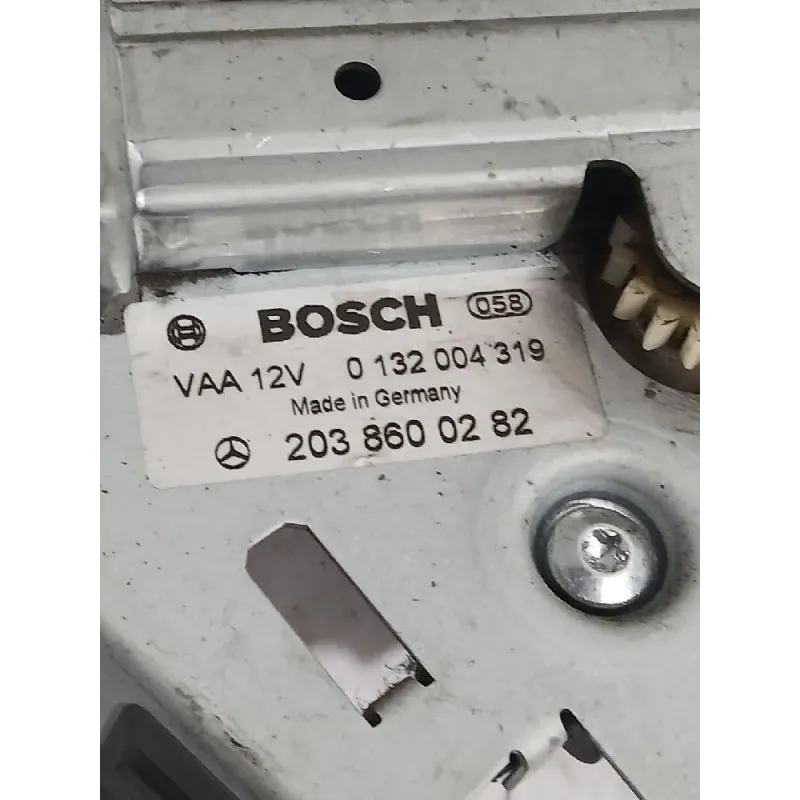 BOSCH 058
VAA 12V 0 132 004 319
Made in Germany
203 860 02 82